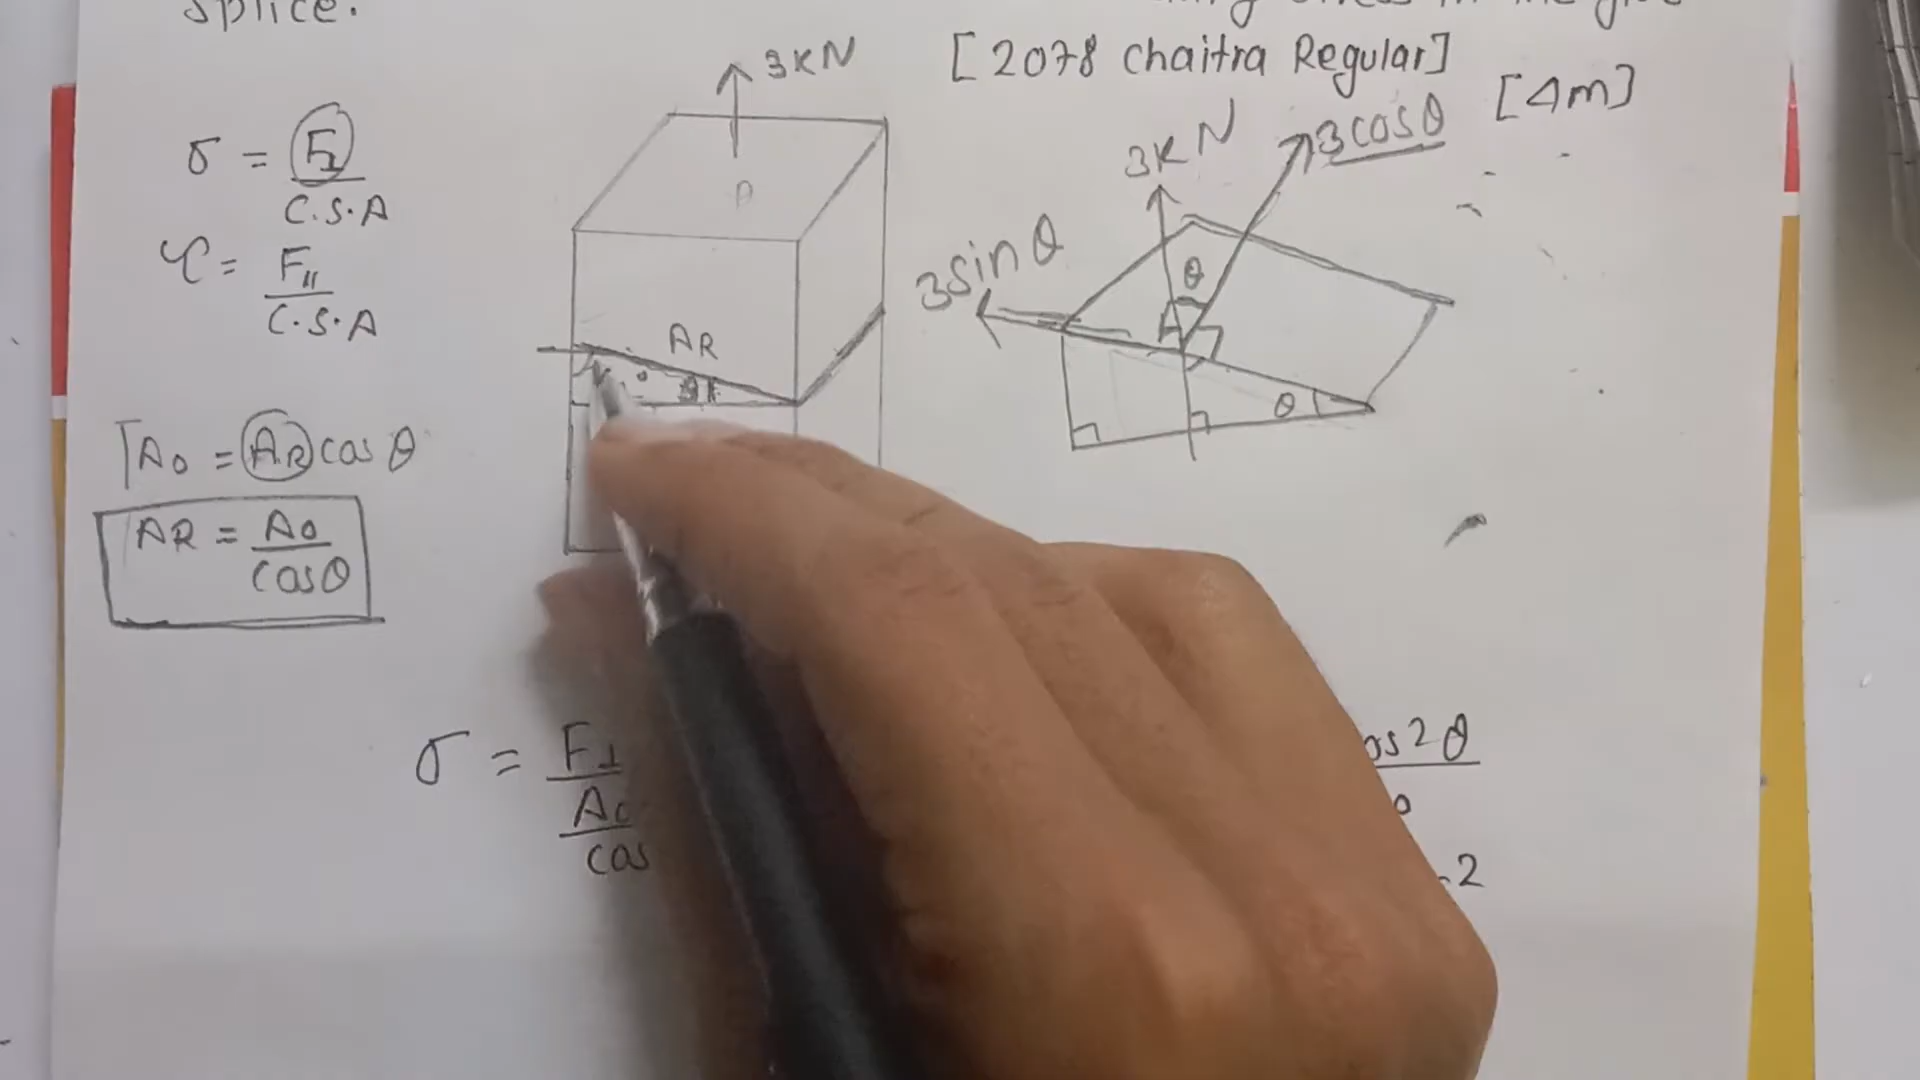 splice.
[2078 Chaitra Regular]
[4m]
3KN
σ = F⊥
C.S.A
τ = F11
C.S.A
AR
3KN
3cosθ
3sinθ
θ
θ
A0 = AR cosθ
AR = A0
cosθ
σ = F⊥
cos
os2θ
.2